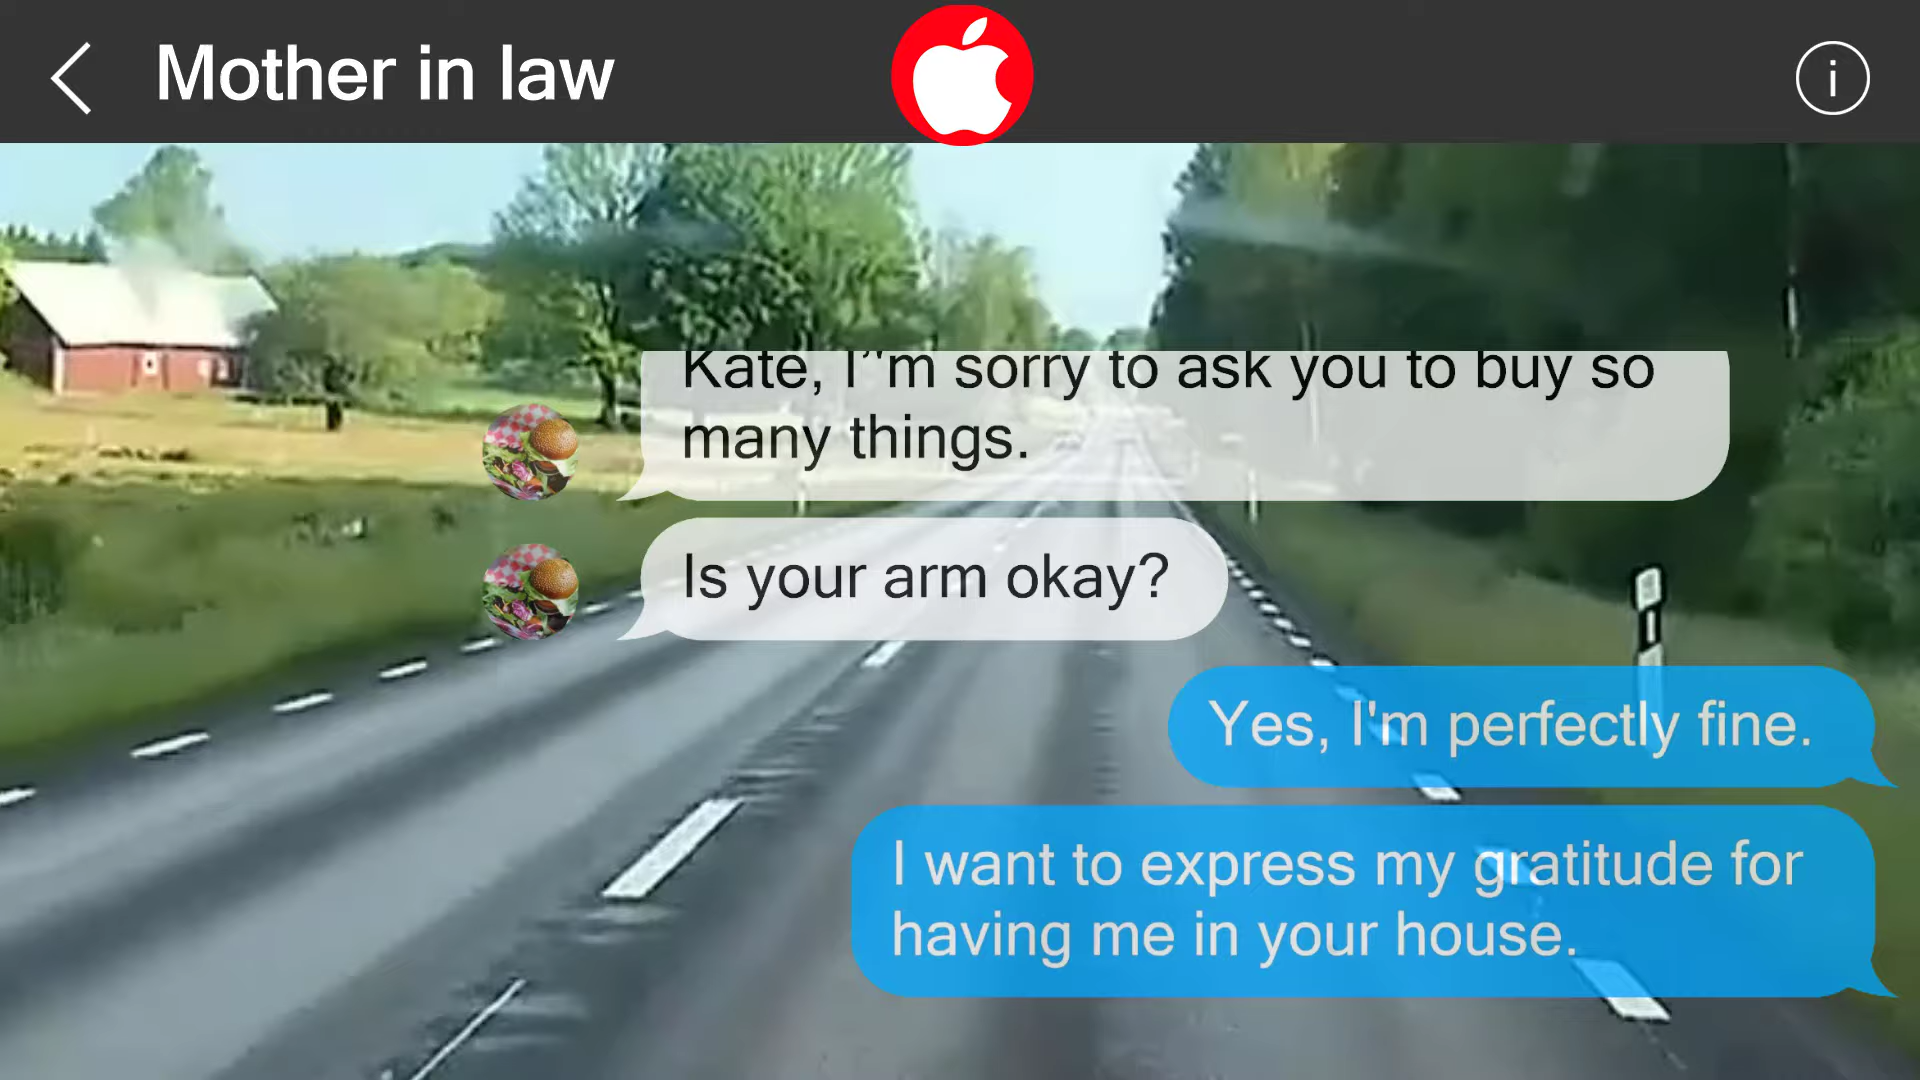 Mother in law
i
Kate, I'"m sorry to ask you to buy so
many things.
Is your arm okay?
Yes, I'm perfectly fine.
I want to express my gratitude for
having me in your house.